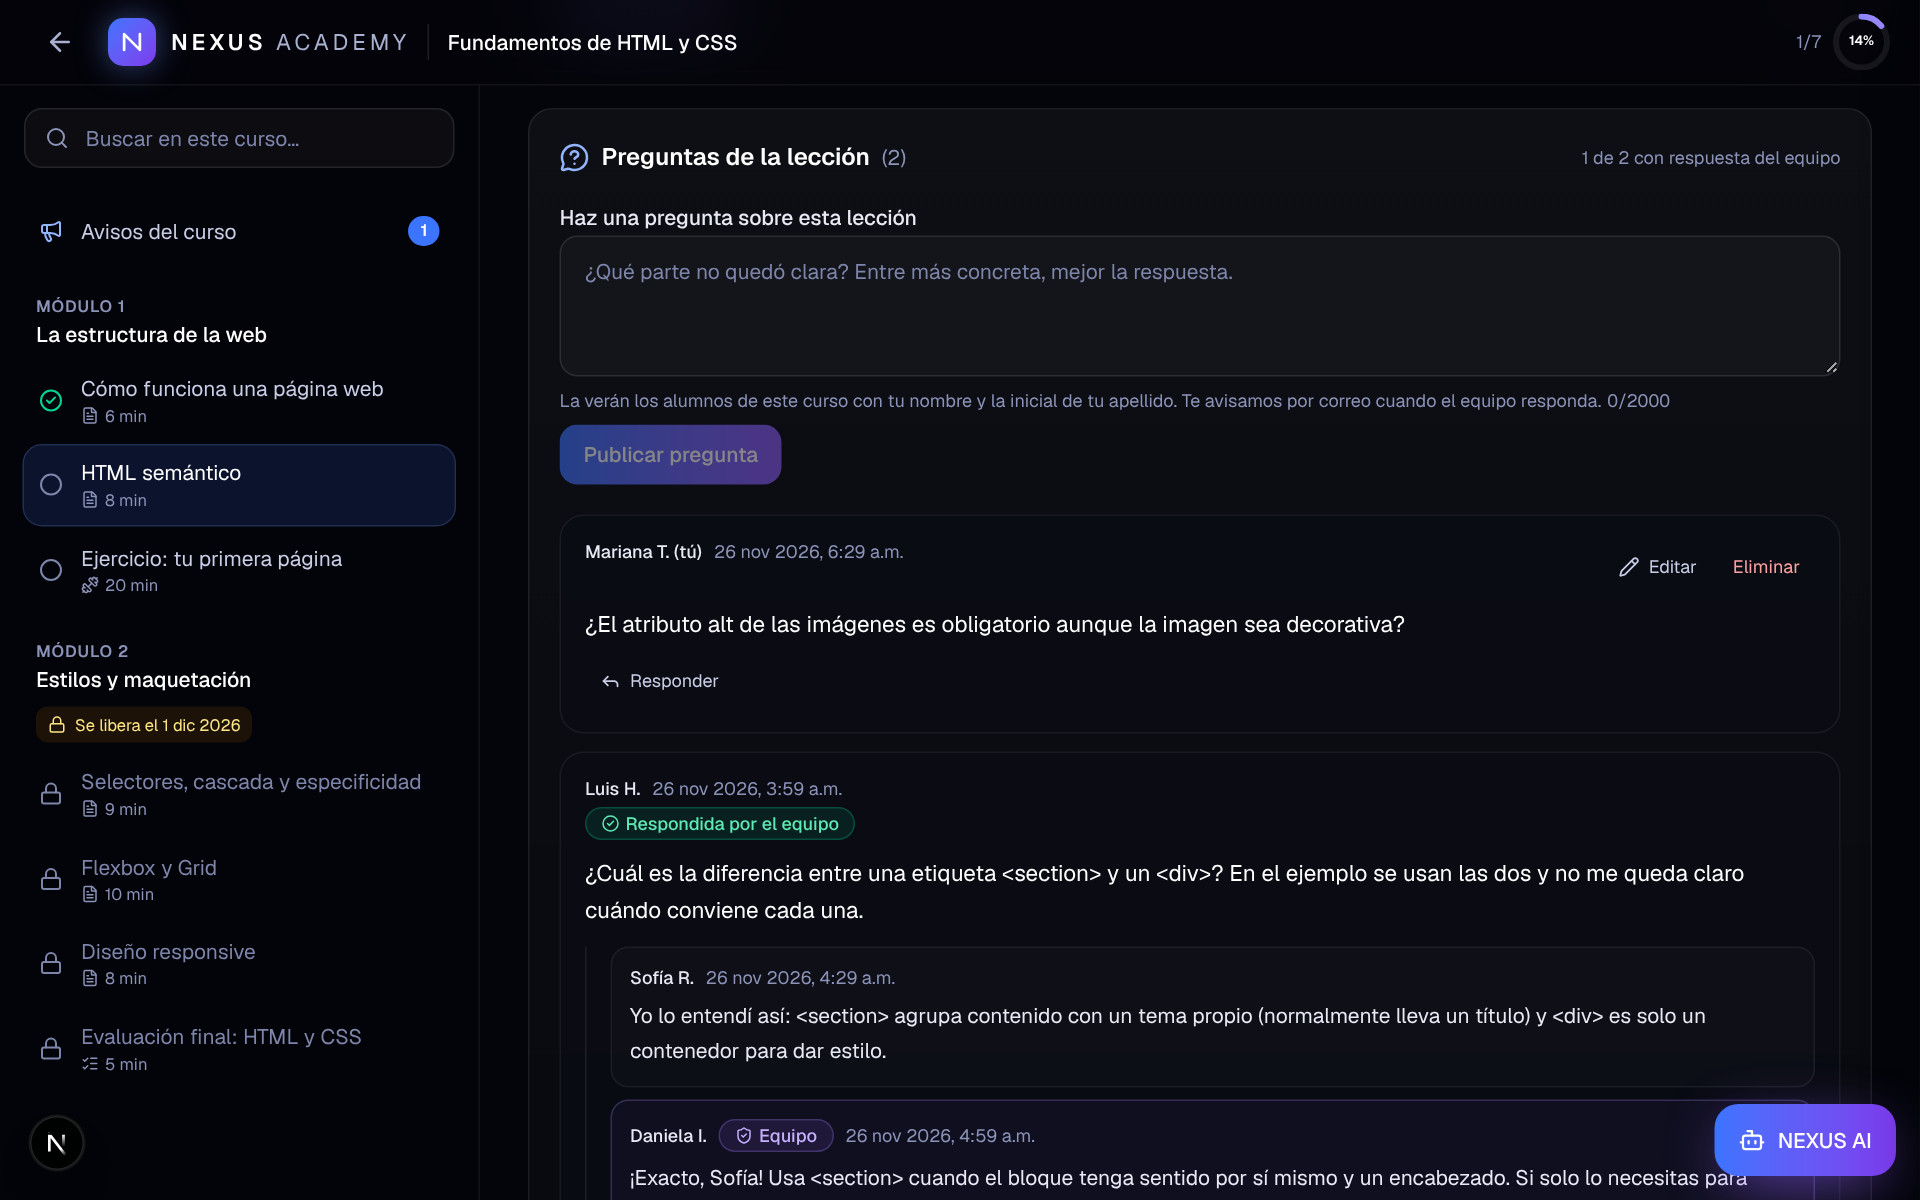 N NEXUS ACADEMY
Fundamentos de HTML y CSS
1/7
14%
Buscar en este curso...
Avisos del curso
1
MÓDULO 1
La estructura de la web
Cómo funciona una página web
6 min
HTML semántico
8 min
Ejercicio: tu primera página
20 min
MÓDULO 2
Estilos y maquetación
Se libera el 1 dic 2026
Selectores, cascada y especificidad
9 min
Flexbox y Grid
10 min
Diseño responsive
8 min
Evaluación final: HTML y CSS
5 min
N
Preguntas de la lección (2)
1 de 2 con respuesta del equipo
Haz una pregunta sobre esta lección
¿Qué parte no quedó clara? Entre más concreta, mejor la respuesta.
La verán los alumnos de este curso con tu nombre y la inicial de tu apellido. Te avisamos por correo cuando el equipo responda. 0/2000
Publicar pregunta
Mariana T. (tú) 26 nov 2026, 6:29 a.m.
Editar
Eliminar
¿El atributo alt de las imágenes es obligatorio aunque la imagen sea decorativa?
Responder
Luis H. 26 nov 2026, 3:59 a.m.
Respondida por el equipo
¿Cuál es la diferencia entre una etiqueta <section> y un <div>? En el ejemplo se usan las dos y no me queda claro
cuándo conviene cada una.
Sofía R. 26 nov 2026, 4:29 a.m.
Yo lo entendí así: <section> agrupa contenido con un tema propio (normalmente lleva un título) y <div> es solo un
contenedor para dar estilo.
Daniela I. Equipo 26 nov 2026, 4:59 a.m.
¡Exacto, Sofía! Usa <section> cuando el bloque tenga sentido por sí mismo y un encabezado. Si solo lo necesitas para
NEXUS AI